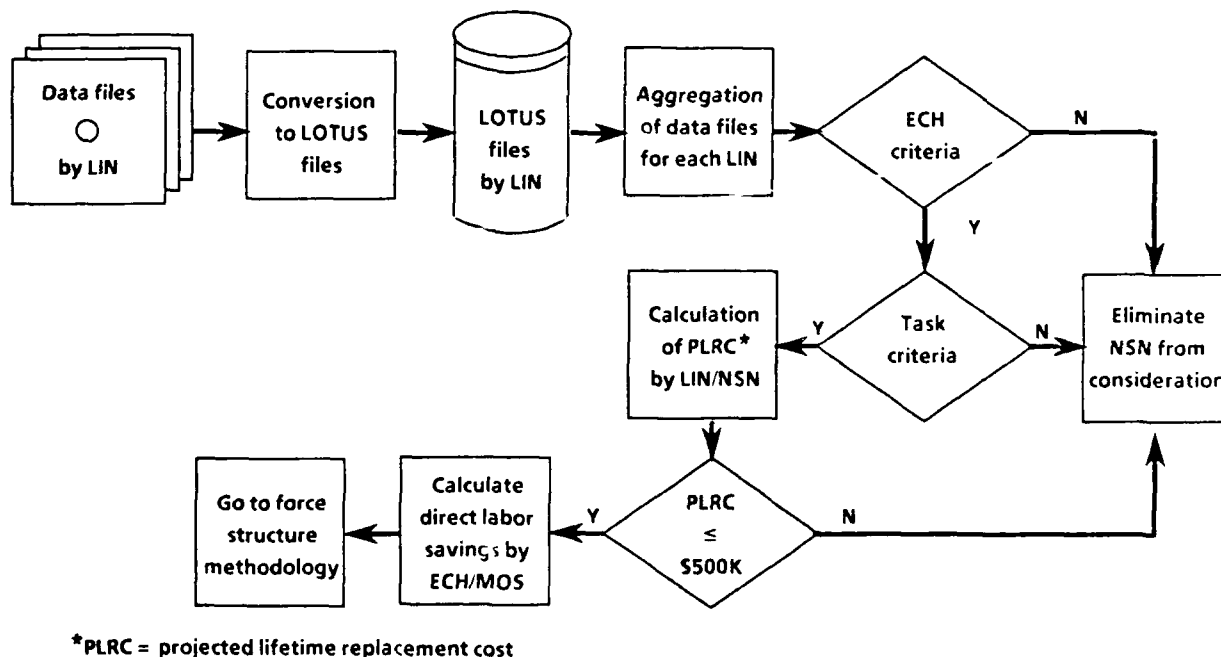 Data files
by LIN
Conversion
to LOTUS
files
LOTUS
files
by LIN
Aggregation
of data files
for each LIN
ECH
criteria
N
Y
Task
criteria
Y
N
Eliminate
NSN from
consideration
Calculation
of PLRC*
by LIN/NSN
PLRC
≤
$500K
Y
N
Calculate
direct labor
savings by
ECH/MOS
Go to force
structure
methodology
*PLRC = projected lifetime replacement cost